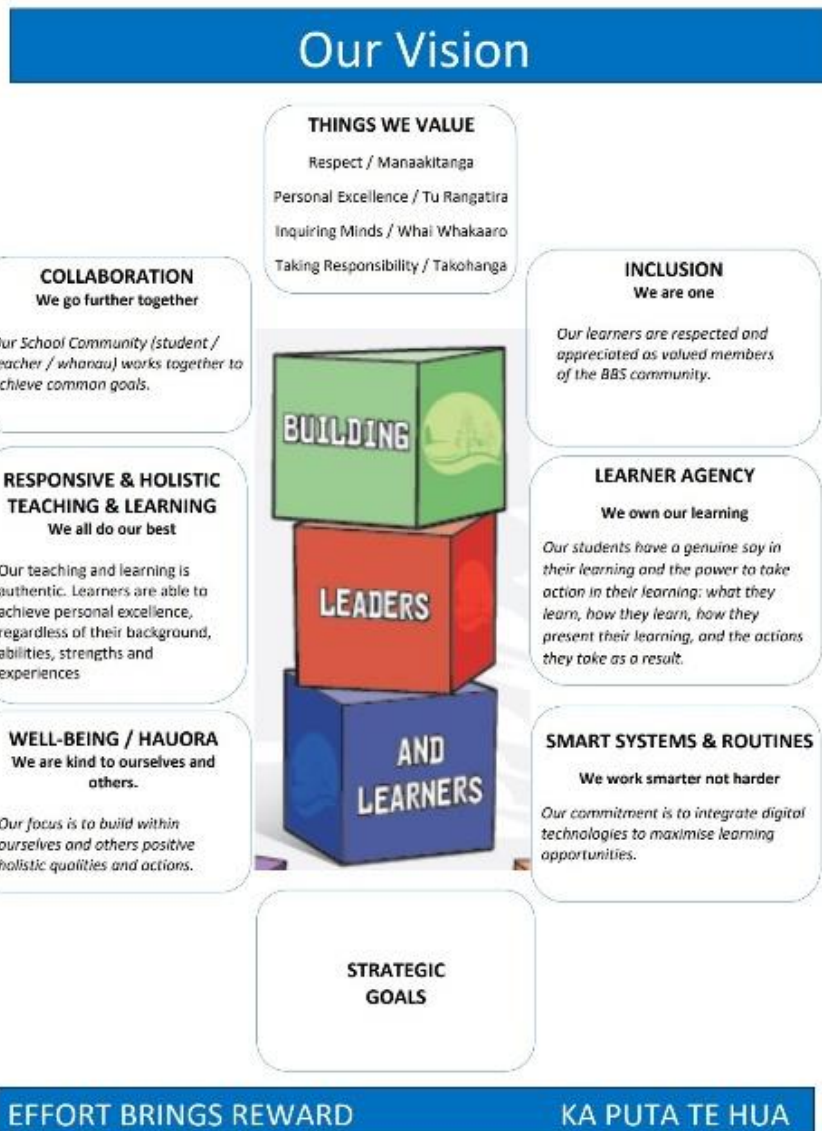 Our Vision
THINGS WE VALUE
Respect / Manaakitanga
Personal Excellence / Tu Rangatira
Inquiring Minds / Whai Whakaaro
Taking Responsibility / Takohanga
COLLABORATION
We go further together
Our School Community (student /
teacher / whanau) works together to
achieve common goals.
INCLUSION
We are one
Our learners are respected and
appreciated as valued members
of the BBS community.
BUILDING
LEADERS
AND
LEARNERS
RESPONSIVE & HOLISTIC
TEACHING & LEARNING
We all do our best
Our teaching and learning is
authentic. Learners are able to
achieve personal excellence,
regardless of their background,
abilities, strengths and
experiences
LEARNER AGENCY
We own our learning
Our students have a genuine say in
their learning and the power to take
action in their learning: what they
learn, how they learn, how they
present their learning, and the actions
they take as a result.
WELL-BEING / HAUORA
We are kind to ourselves and
others.
Our focus is to build within
ourselves and others positive
holistic qualities and actions.
SMART SYSTEMS & ROUTINES
We work smarter not harder
Our commitment is to integrate digital
technologies to maximise learning
opportunities.
STRATEGIC
GOALS
EFFORT BRINGS REWARD KA PUTA TE HUA